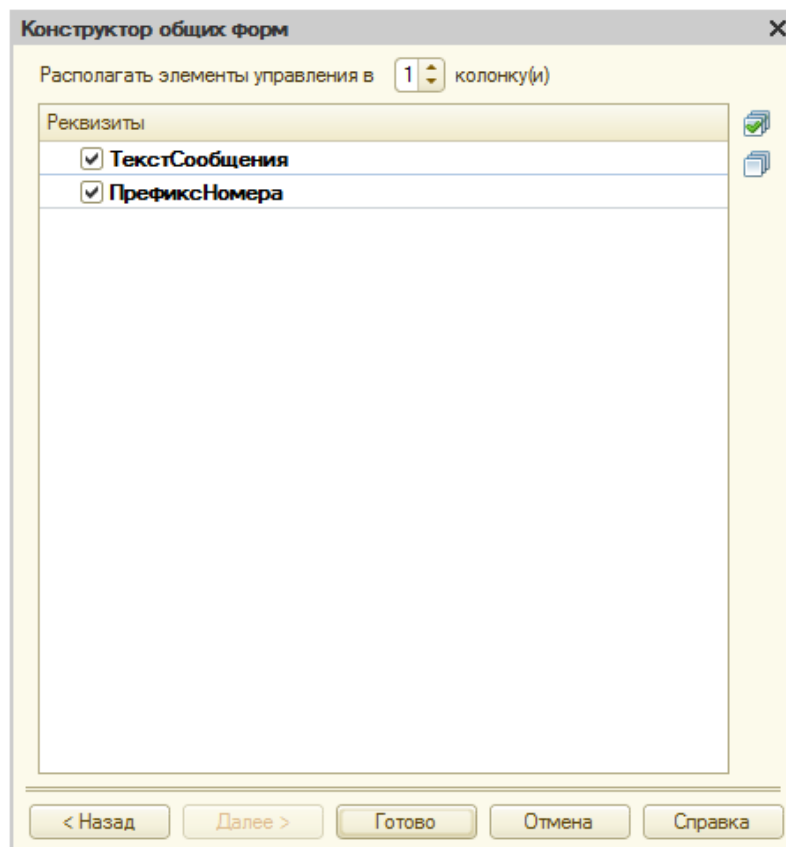 Конструктор общих форм
Располагать элементы управления в 1 колонку(и)
Реквизиты
ТекстСообщения
ПрефиксНомера
< Назад Далее > Готово Отмена Справка